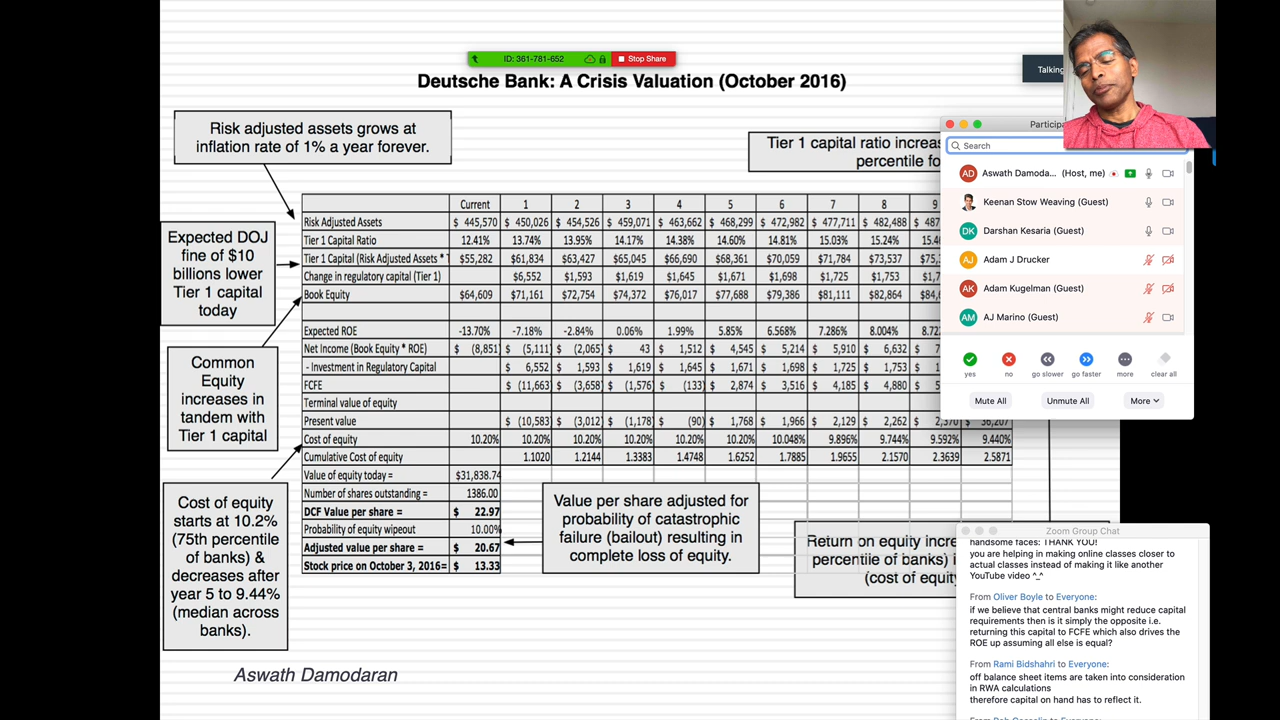 ID: 361-781-652
Stop Share
Deutsche Bank: A Crisis Valuation (October 2016)
Talking
Risk adjusted assets grows at
inflation rate of 1% a year forever.
Tier 1 capital ratio
percentile
Expected DOJ
fine of $10
billions lower
Tier 1 capital
today
Common
Equity
increases in
tandem with
Tier 1 capital
Cost of equity
starts at 10.2%
(75th percentile
of banks) &
decreases after
year 5 to 9.44%
(median across
banks).
Current 1 2 3 4 5 6 7 8 9
Risk Adjusted Assets $ 445,570 $ 450,026 $ 454,526 $ 459,071 $ 463,662 $ 468,299 $ 472,982 $ 477,711 $ 482,488 $
Tier 1 Capital Ratio 12.41% 13.74% 13.95% 14.17% 14.38% 14.60% 14.81% 15.03% 15.24%
Tier 1 Capital (Risk Adjusted Assets * $55,282 $61,834 $63,427 $65,045 $66,690 $68,361 $70,059 $71,784 $73,537
Change in regulatory capital (Tier 1) $6,552 $1,593 $1,619 $1,645 $1,671 $1,698 $1,725 $1,753
Book Equity $64,609 $71,161 $72,754 $74,372 $76,017 $77,688 $79,386 $81,111 $82,864
Expected ROE -13.70% -7.18% -2.84% 0.06% 1.99% 5.85% 6.568% 7.286% 8.004%
Net Income (Book Equity * ROE) $ (8,851) $ (5,111) $ (2,065) $ 43 $ 1,512 $ 4,545 $ 5,214 $ 5,910 $ 6,632 $
- Investment in Regulatory Capital $ 6,552 $ 1,593 $ 1,619 $ 1,645 $ 1,671 $ 1,698 $ 1,725 $ 1,753 $
FCFE $ (11,663) $ (3,658) $ (1,576) $ (133) $ 2,874 $ 3,516 $ 4,185 $ 4,880 $
Terminal value of equity
Present value $ (10,583) $ (3,012) $ (1,178) $ (90) $ 1,768 $ 1,966 $ 2,129 $ 2,262 $ 2,370 $ 36,207
Cost of equity 10.20% 10.20% 10.20% 10.20% 10.20% 10.20% 10.048% 9.896% 9.744% 9.592% 9.440%
Cumulative Cost of equity 1.1020 1.2144 1.3383 1.4748 1.6252 1.7885 1.9655 2.1570 2.3639 2.5871
Value of equity today = $31,838.74
Number of shares outstanding = 1386.00
DCF Value per share = $ 22.97
Probability of equity wipeout 10.00%
Adjusted value per share = $ 20.67
Stock price on October 3, 2016= $ 13.33
Value per share adjusted for
probability of catastrophic
failure (bailout) resulting in
complete loss of equity.
Return on equity
percentile of banks)
(cost of
Aswath Damodaran
Search
AD Aswath Damoda... (Host, me)
Keenan Stow Weaving (Guest)
DK Darshan Kesaria (Guest)
AJ Adam J Drucker
AK Adam Kugelman (Guest)
AM AJ Marino (Guest)
yes no go slower go faster more clear all
Mute All Unmute All More
Zoom Group Chat
handsome faces: THANK YOU!
you are helping in making online classes closer to
actual classes instead of making it like another
YouTube video ^_^
From Oliver Boyle to Everyone:
if we believe that central banks might reduce capital
requirements then is it simply the opposite i.e.
returning this capital to FCFE which also drives the
ROE up assuming all else is equal?
From Rami Bidshahri to Everyone:
off balance sheet items are taken into consideration
in RWA calculations
therefore capital on hand has to reflect it.